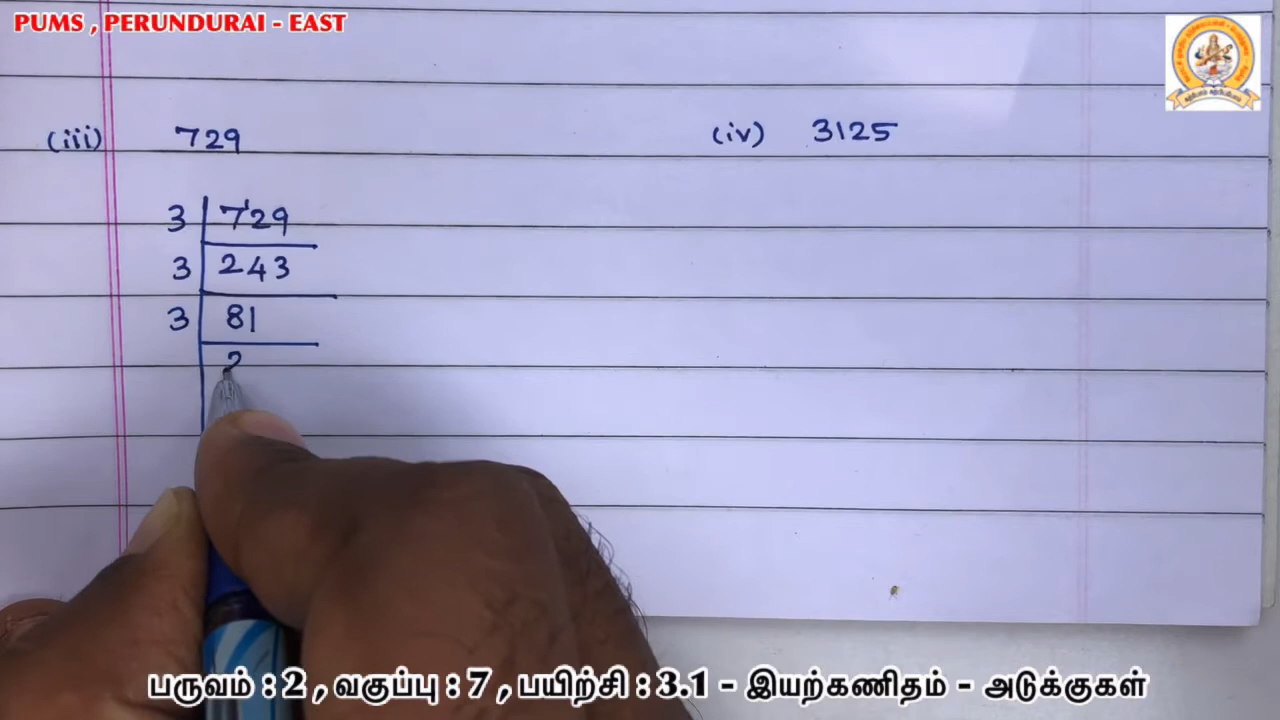 PUMS , PERUNDURAI - EAST
(iii) 729 (iv) 3125
3 729
3 243
3 81
2
பருவம் : 2 , வகுப்பு : 7 , பயிற்சி : 3.1 - இயற்கணிதம் - அடுக்குகள்